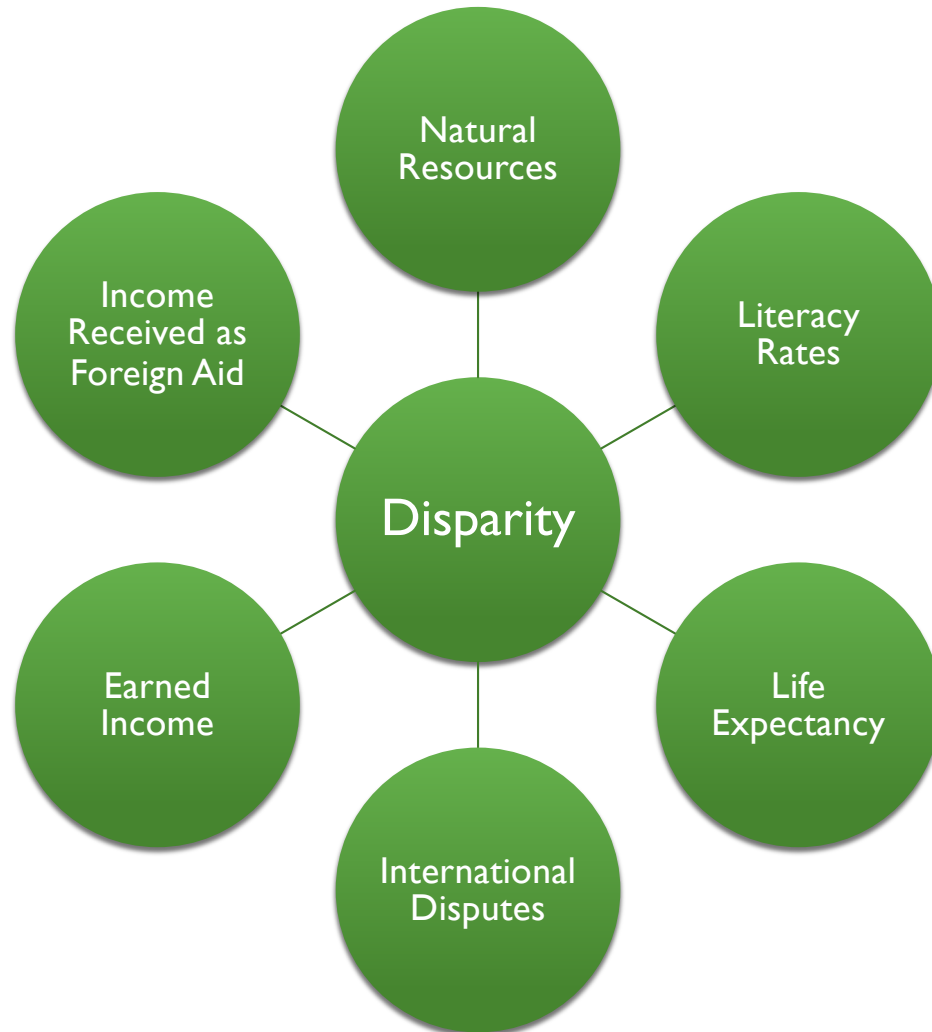 Natural
Resources
Income
Received as
Foreign Aid
Literacy
Rates
Disparity
Earned
Income
Life
Expectancy
International
Disputes